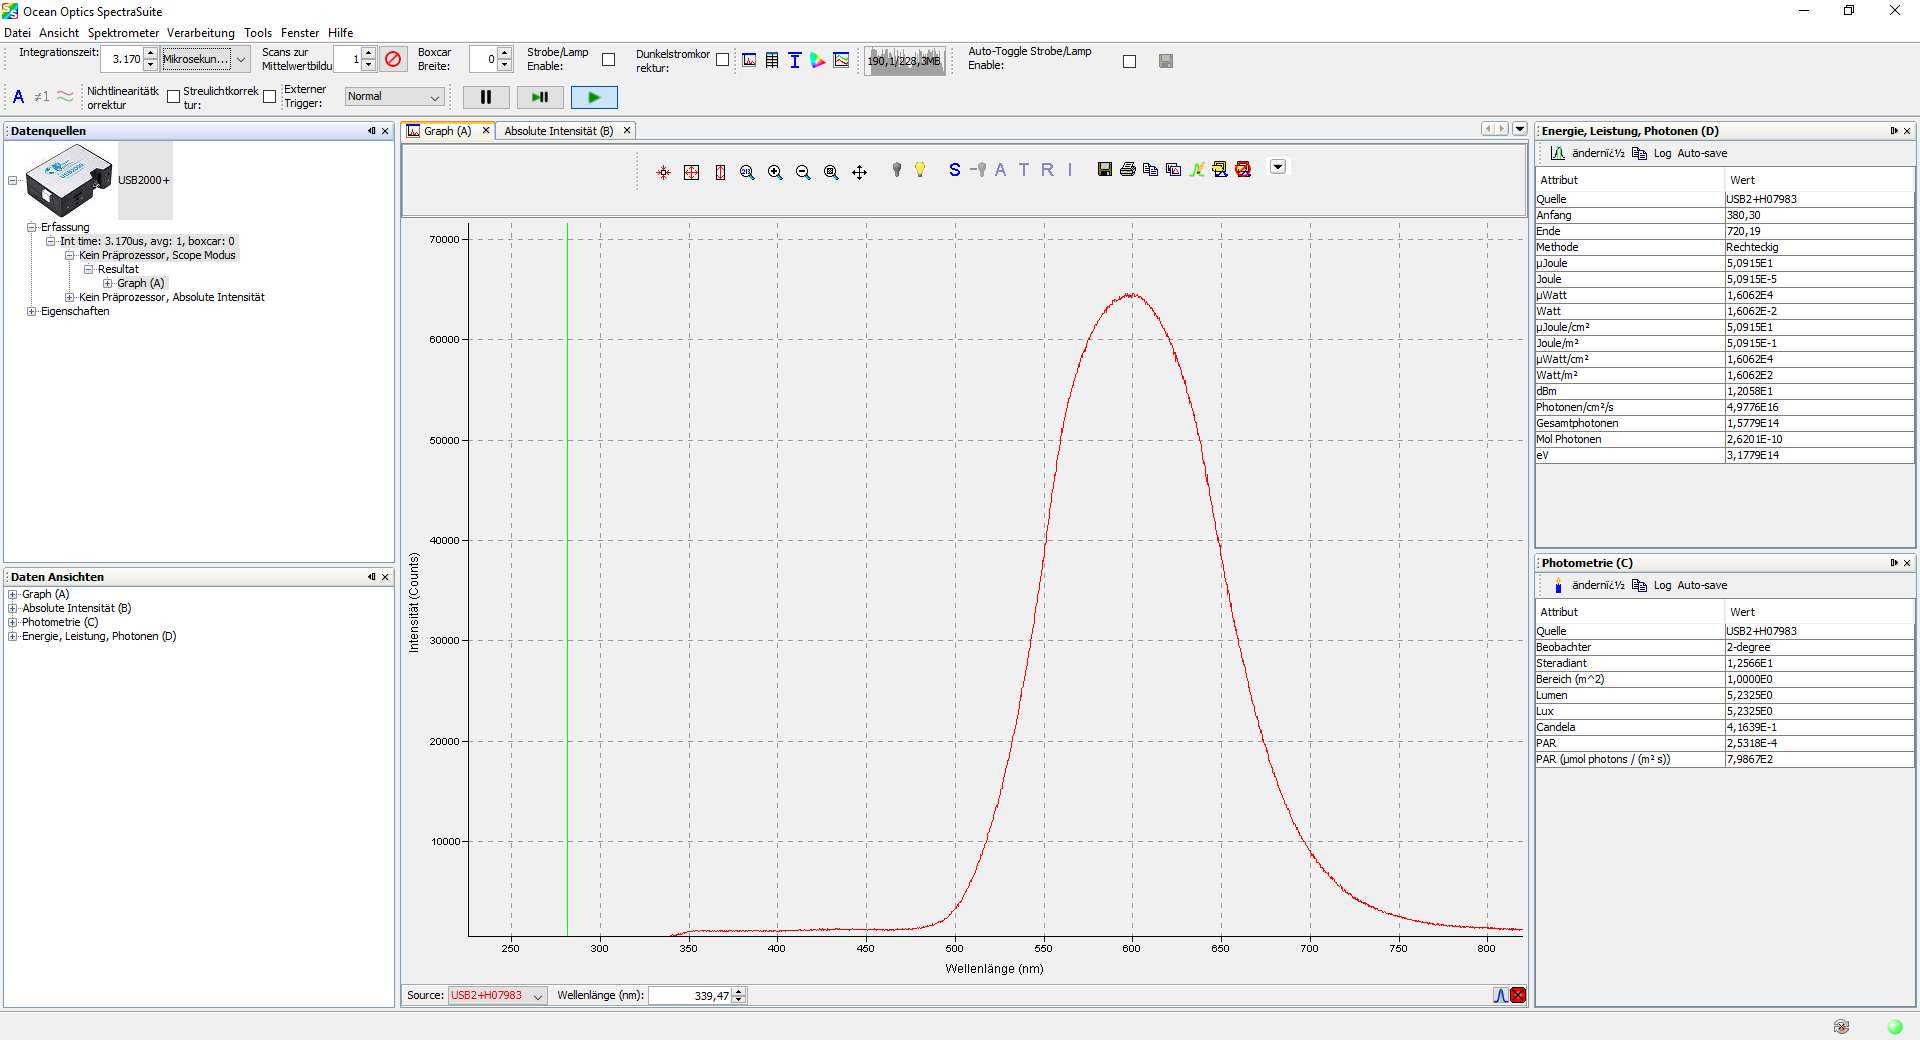 Ocean Optics SpectraSuite
Datei Ansicht Spektrometer Verarbeitung Tools Fenster Hilfe
Integrationszeit: 3.170 Mikrosekun... Scans zur Mittelwertbildu 1 Boxcar Breite: 0 Strobe/Lamp Enable: Dunkelstromkor rektur: 190,1/228,3MB Auto-Toggle Strobe/Lamp Enable:
A ≠1 Nichtlinearitätk orrektur Streulichtkorrek tur: Externer Trigger: Normal
Datenquellen
USB2000+
Erfassung
Int time: 3.170us, avg: 1, boxcar: 0
Kein Präprozessor, Scope Modus
Resultat
Graph (A)
Kein Präprozessor, Absolute Intensität
Eigenschaften
Daten Ansichten
Graph (A)
Absolute Intensität (B)
Photometrie (C)
Energie, Leistung, Photonen (D)
Graph (A) Absolute Intensität (B)
S A T R I
70000
60000
50000
40000
30000
20000
10000
Intensität (Counts)
250 300 350 400 450 500 550 600 650 700 750 800
Wellenlänge (nm)
Source: USB2+H07983 Wellenlänge (nm): 339,47
Energie, Leistung, Photonen (D)
ändernï¿½ Log Auto-save
Attribut Wert
Quelle USB2+H07983
Anfang 380,30
Ende 720,19
Methode Rechteckig
µJoule 5,0915E1
Joule 5,0915E-5
µWatt 1,6062E4
Watt 1,6062E-2
µJoule/cm² 5,0915E1
Joule/m² 5,0915E-1
µWatt/cm² 1,6062E4
Watt/m² 1,6062E2
dBm 1,2058E1
Photonen/cm²/s 4,9776E16
Gesamtphotonen 1,5779E14
Mol Photonen 2,6201E-10
eV 3,1779E14
Photometrie (C)
ändernï¿½ Log Auto-save
Attribut Wert
Quelle USB2+H07983
Beobachter 2-degree
Steradiant 1,2566E1
Bereich (m^2) 1,0000E0
Lumen 5,2325E0
Lux 5,2325E0
Candela 4,1639E-1
PAR 2,5318E-4
PAR (µmol photons / (m² s)) 7,9867E2